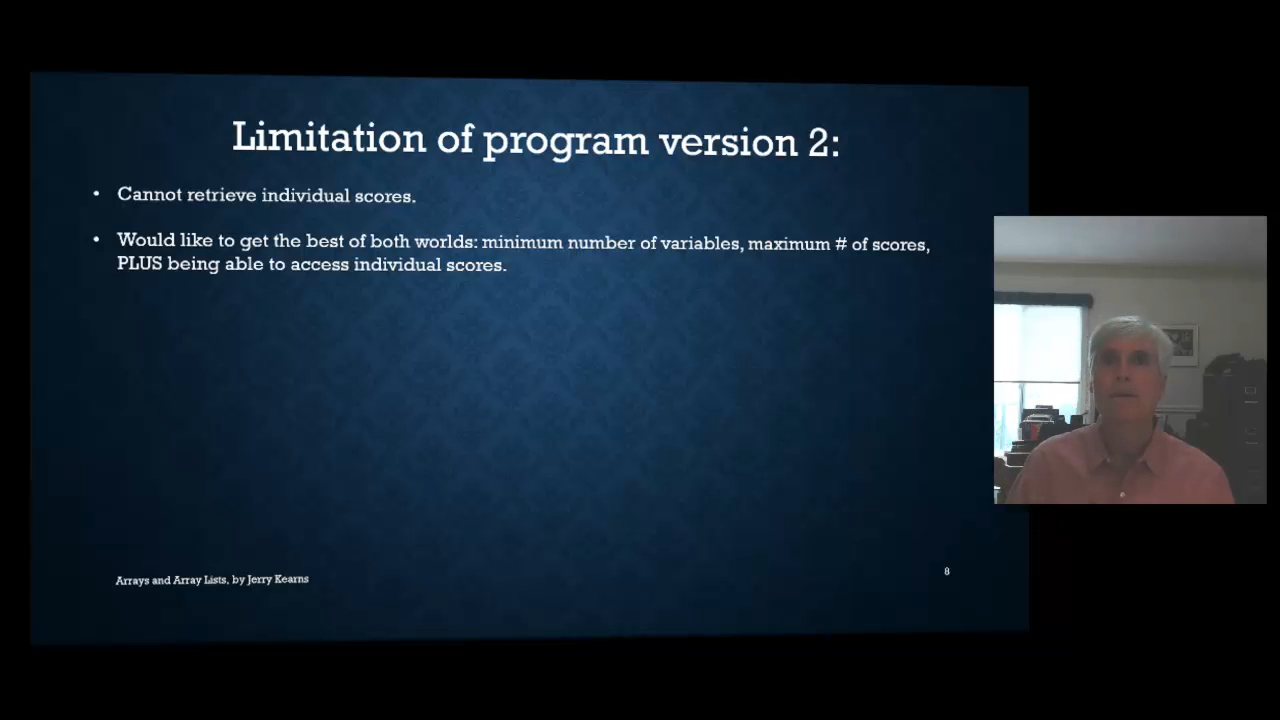 Limitation of program version 2:
• Cannot retrieve individual scores.
• Would like to get the best of both worlds: minimum number of variables, maximum # of scores,
PLUS being able to access individual scores.
Arrays and Array Lists, by Jerry Kearns
8